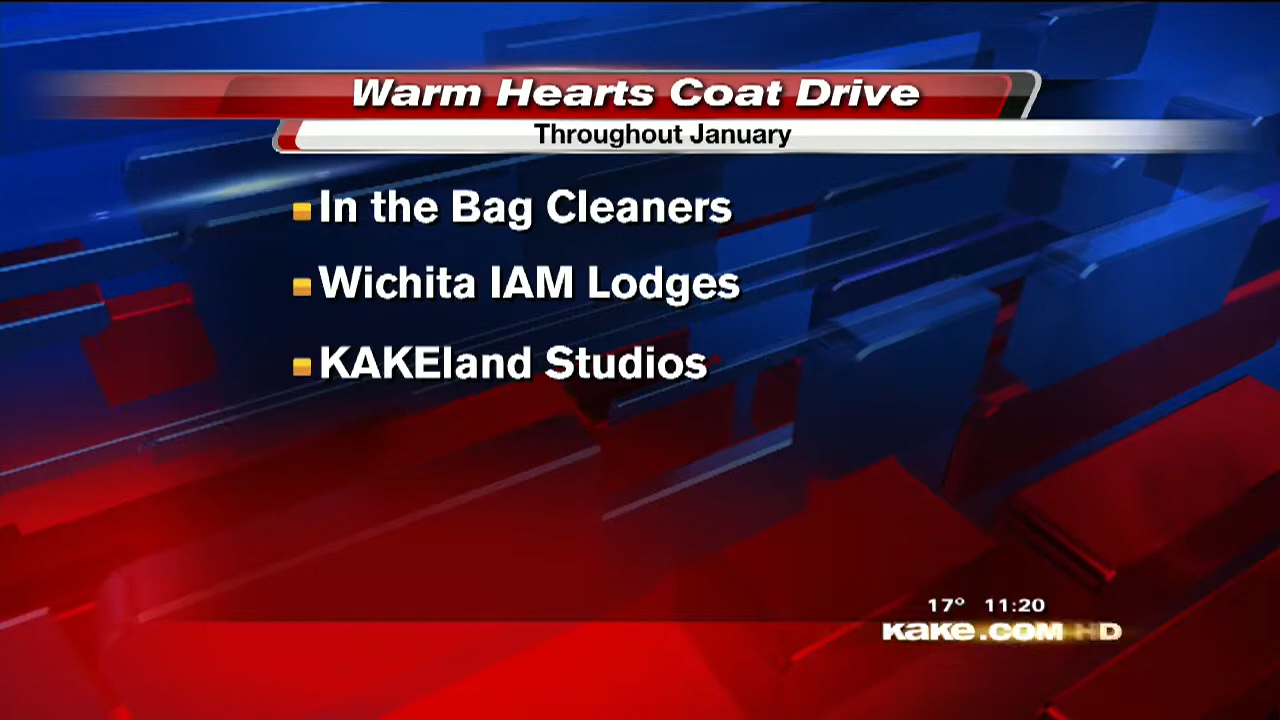 Warm Hearts Coat Drive
Throughout January
In the Bag Cleaners
Wichita IAM Lodges
KAKEland Studios
17° 11:20
KAKE.COM HD